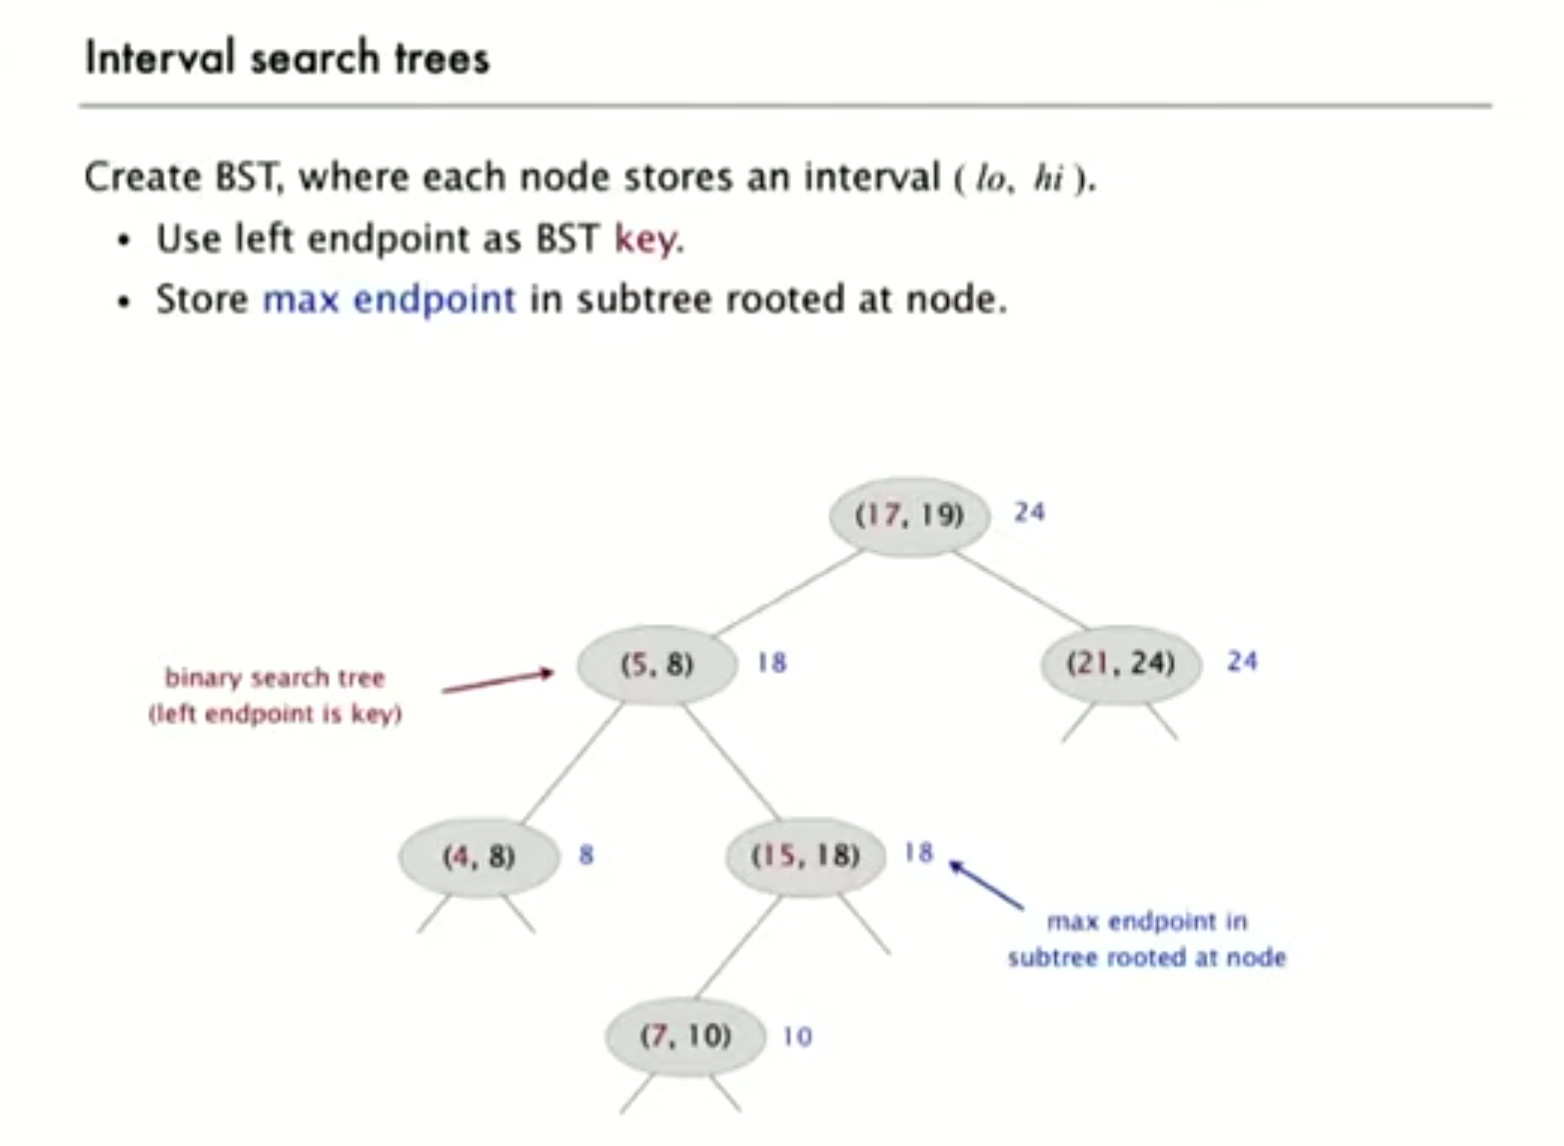 Interval search trees
Create BST, where each node stores an interval ( lo, hi ).
• Use left endpoint as BST key.
• Store max endpoint in subtree rooted at node.
(17, 19) 24
(5, 8) 18
(21, 24) 24
binary search tree
(left endpoint is key)
(4, 8) 8
(15, 18) 18
max endpoint in
subtree rooted at node
(7, 10) 10